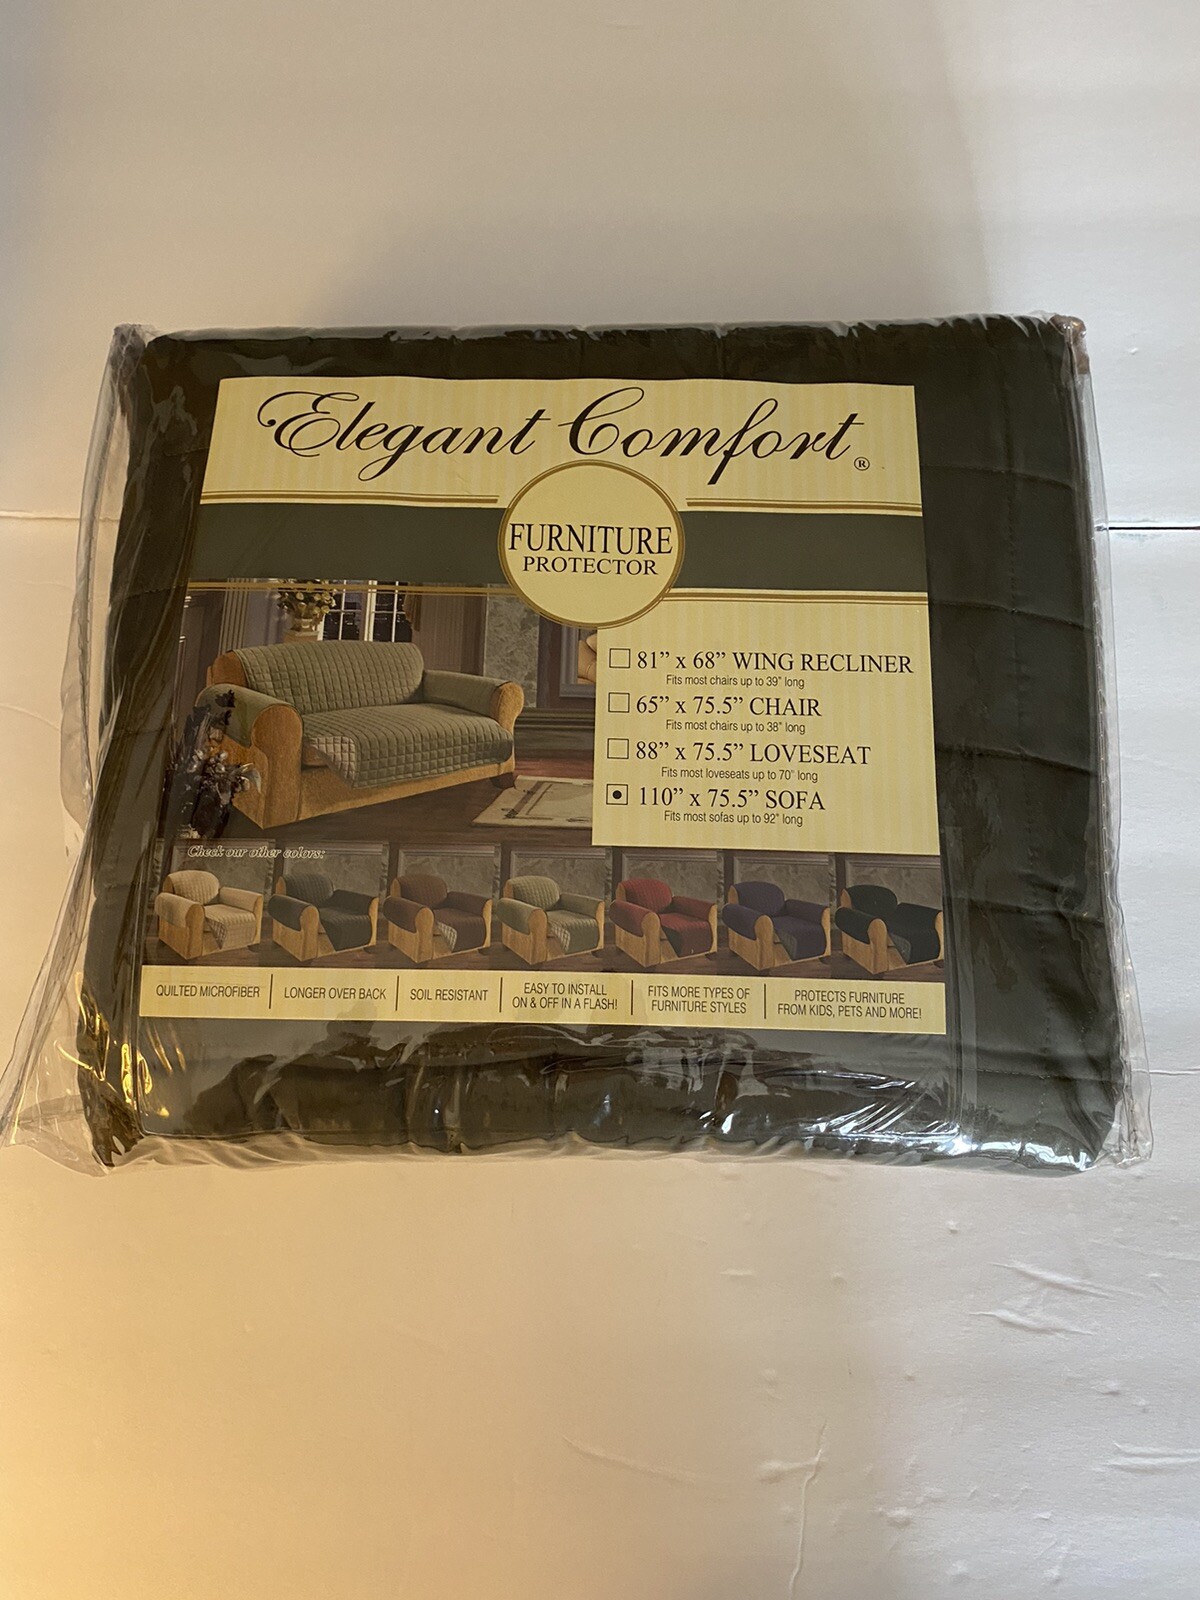 Elegant Comfort®
FURNITURE
PROTECTOR
81” x 68” WING RECLINER
Fits most chairs up to 39" long
65” x 75.5” CHAIR
Fits most chairs up to 38" long
88” x 75.5” LOVESEAT
Fits most loveseats up to 70" long
110” x 75.5” SOFA
Fits most sofas up to 92" long
Check our other colors:
QUILTED MICROFIBER
LONGER OVER BACK
SOIL RESISTANT
EASY TO INSTALL
ON & OFF IN A FLASH!
FITS MORE TYPES OF
FURNITURE STYLES
PROTECTS FURNITURE
FROM KIDS, PETS AND MORE!